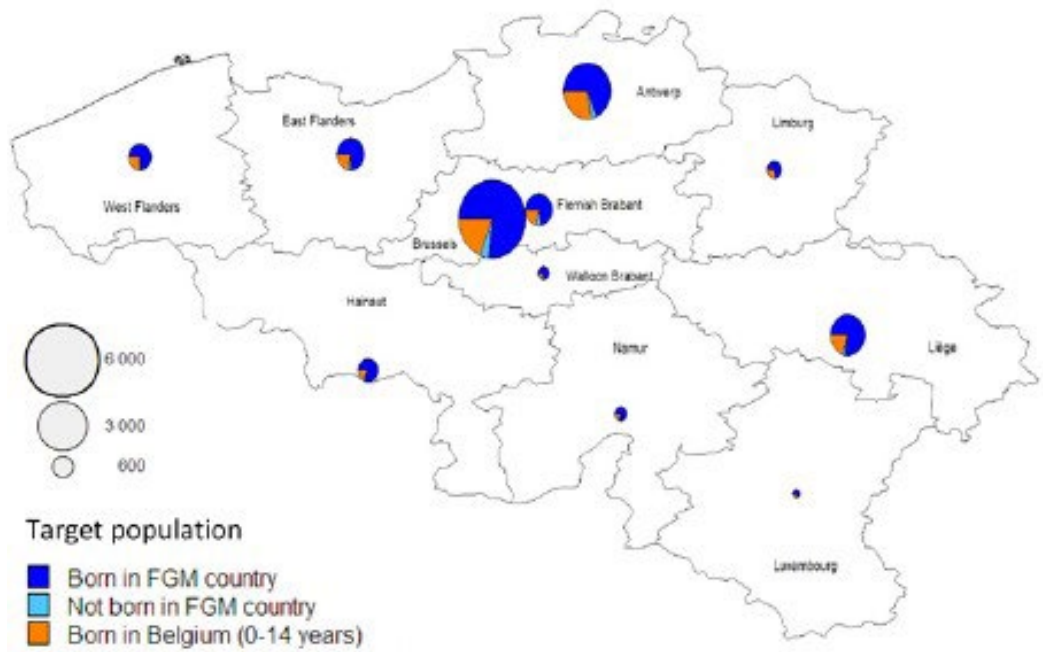 Antwerp
East Flanders
Limburg
West Flanders
Flemish Brabant
Brussels
Walloon Brabant
Hainaut
Namur
Liège
6 000
3 000
600
Luxembourg
Target population
Born in FGM country
Not born in FGM country
Born in Belgium (0-14 years)